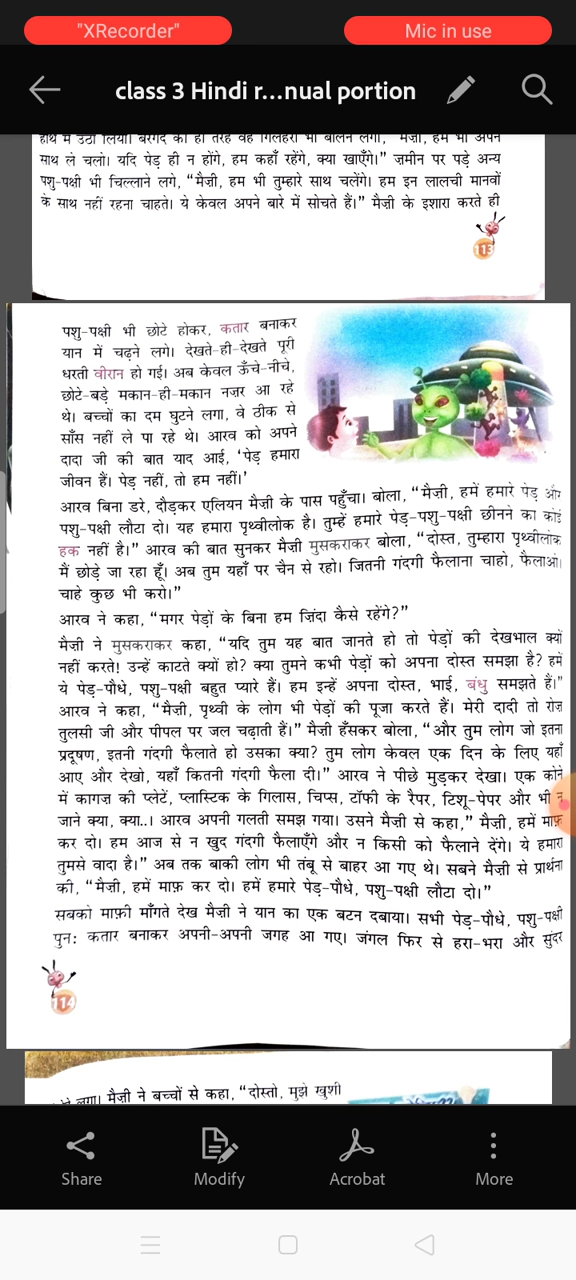 "XRecorder"
Mic in use
class 3 Hindi r...nual portion
हाथ में उठा लिया। बरगद की ही तरह वह गिलहरी भी बोलने लगी, "मैज़ी, हम भी अपने
साथ ले चलो। यदि पेड़ ही न होंगे, हम कहाँ रहेंगे, क्या खाएँगे।" ज़मीन पर पड़े अन्य
पशु-पक्षी भी चिल्लाने लगे, "मैज़ी, हम भी तुम्हारे साथ चलेंगे। हम इन लालची मानवों
के साथ नहीं रहना चाहते। ये केवल अपने बारे में सोचते हैं।" मैज़ी के इशारा करते ही
113
पशु-पक्षी भी छोटे होकर, कतार बनाकर
यान में चढ़ने लगे। देखते-ही-देखते पूरी
धरती वीरान हो गई। अब केवल ऊँचे-नीचे,
छोटे-बड़े मकान-ही-मकान नज़र आ रहे
थे। बच्चों का दम घुटने लगा, वे ठीक से
साँस नहीं ले पा रहे थे। आरव को अपने
दादा जी की बात याद आई, 'पेड़ हमारा
जीवन हैं। पेड़ नहीं, तो हम नहीं।'
आरव बिना डरे, दौड़कर एलियन मैज़ी के पास पहुँचा। बोला, "मैज़ी, हमें हमारे पेड़ और
पशु-पक्षी लौटा दो। यह हमारा पृथ्वीलोक है। तुम्हें हमारे पेड़-पशु-पक्षी छीनने का कोई
हक नहीं है।" आरव की बात सुनकर मैज़ी मुसकराकर बोला, "दोस्त, तुम्हारा पृथ्वीलोक
मैं छोड़े जा रहा हूँ। अब तुम यहाँ पर चैन से रहो। जितनी गंदगी फैलाना चाहो, फैलाओ।
चाहे कुछ भी करो।"
आरव ने कहा, "मगर पेड़ों के बिना हम ज़िंदा कैसे रहेंगे?"
मैज़ी ने मुसकराकर कहा, "यदि तुम यह बात जानते हो तो पेड़ों की देखभाल क्यों
नहीं करते! उन्हें काटते क्यों हो? क्या तुमने कभी पेड़ों को अपना दोस्त समझा है? हमें
ये पेड़-पौधे, पशु-पक्षी बहुत प्यारे हैं। हम इन्हें अपना दोस्त, भाई, बंधु समझते हैं।"
आरव ने कहा, "मैज़ी, पृथ्वी के लोग भी पेड़ों की पूजा करते हैं। मेरी दादी तो रोज़
तुलसी जी और पीपल पर जल चढ़ाती हैं।" मैज़ी हँसकर बोला, "और तुम लोग जो इतना
प्रदूषण, इतनी गंदगी फैलाते हो उसका क्या? तुम लोग केवल एक दिन के लिए यहाँ
आए और देखो, यहाँ कितनी गंदगी फैला दी।" आरव ने पीछे मुड़कर देखा। एक कोने
में कागज़ की प्लेटें, प्लास्टिक के गिलास, चिप्स, टॉफी के रैपर, टिशू-पेपर और भी न
जाने क्या, क्या..। आरव अपनी गलती समझ गया। उसने मैज़ी से कहा," मैज़ी, हमें माफ़
कर दो। हम आज से न खुद गंदगी फैलाएँगे और न किसी को फैलाने देंगे। ये हमारा
तुमसे वादा है।" अब तक बाकी लोग भी तंबू से बाहर आ गए थे। सबने मैज़ी से प्रार्थना
की, "मैज़ी, हमें माफ़ कर दो। हमें हमारे पेड़-पौधे, पशु-पक्षी लौटा दो।"
सबको माफ़ी माँगते देख मैज़ी ने यान का एक बटन दबाया। सभी पेड़-पौधे, पशु-पक्षी
पुन: कतार बनाकर अपनी-अपनी जगह आ गए। जंगल फिर से हरा-भरा और सुंदर
114
लगा। मैज़ी ने बच्चों से कहा, "दोस्तो, मुझे खुशी
Share
Modify
Acrobat
More